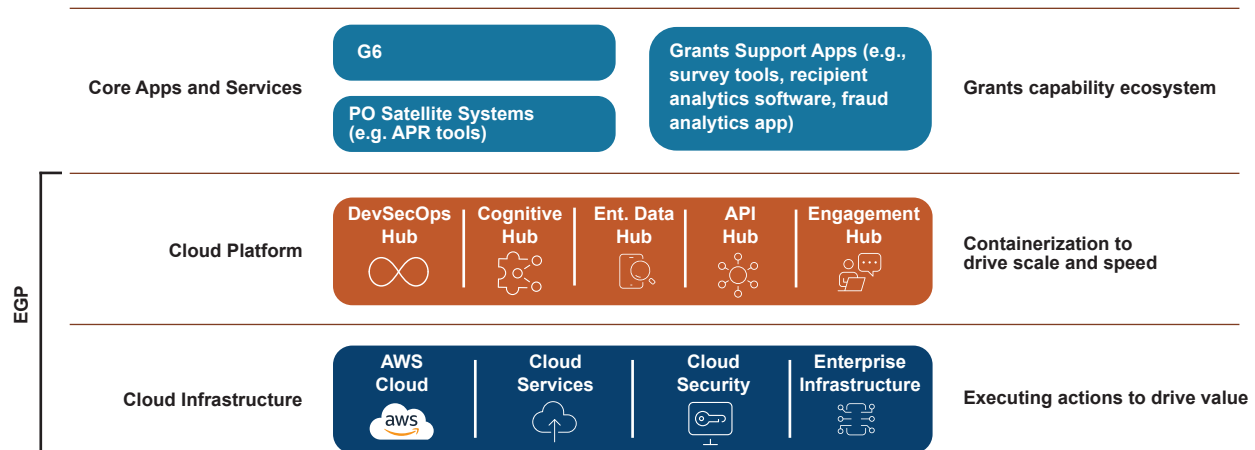 Core Apps and Services
G6
PO Satellite Systems
(e.g. APR tools)
Grants Support Apps (e.g.,
survey tools, recipient
analytics software, fraud
analytics app)
Grants capability ecosystem
EGP
Cloud Platform
DevSecOps
Hub
Cognitive
Hub
Ent. Data
Hub
API
Hub
Engagement
Hub
Containerization to
drive scale and speed
Cloud Infrastructure
AWS
Cloud
aws
Cloud
Services
Cloud
Security
Enterprise
Infrastructure
Executing actions to drive value